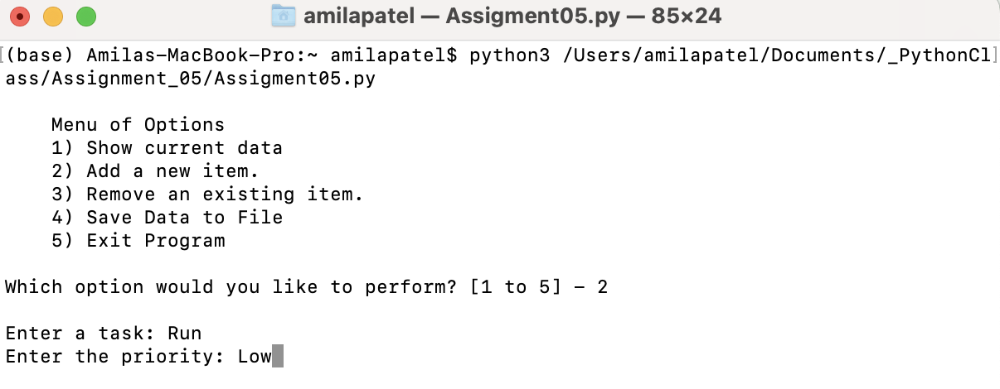 amilapatel — Assigment05.py — 85×24
[(base) Amilas-MacBook-Pro:~ amilapatel$ python3 /Users/amilapatel/Documents/_PythonCl]
ass/Assignment_05/Assigment05.py
Menu of Options
1) Show current data
2) Add a new item.
3) Remove an existing item.
4) Save Data to File
5) Exit Program
Which option would you like to perform? [1 to 5] - 2
Enter a task: Run
Enter the priority: Low